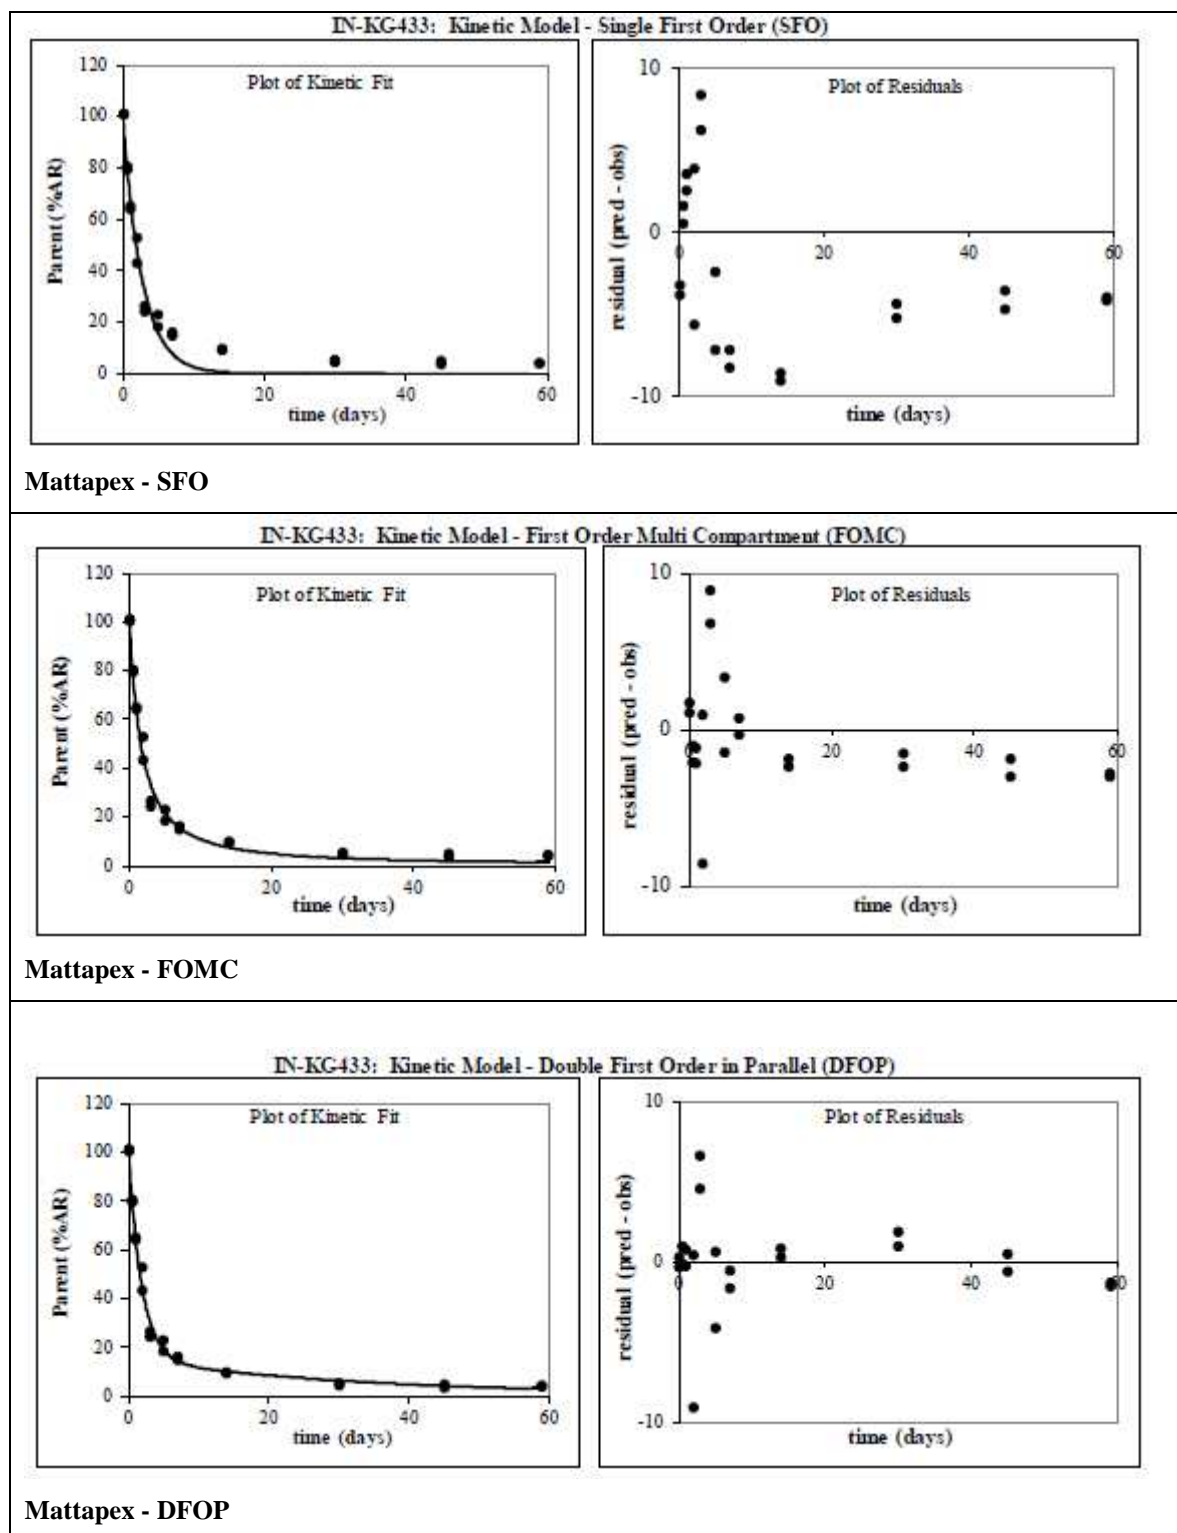 IN-KG433: Kinetic Model - Single First Order (SFO)
Plot of Kinetic Fit
Parent (%AR)
120
100
80
60
40
20
0
0 20 40 60
time (days)
Plot of Residuals
residual (pred - obs)
10
0
-10
0 20 40 60
time (days)
Mattapex - SFO
IN-KG433: Kinetic Model - First Order Multi Compartment (FOMC)
Plot of Kinetic Fit
Parent (%AR)
120
100
80
60
40
20
0
0 20 40 60
time (days)
Plot of Residuals
residual (pred - obs)
10
0
-10
0 20 40 60
time (days)
Mattapex - FOMC
IN-KG433: Kinetic Model - Double First Order in Parallel (DFOP)
Plot of Kinetic Fit
Parent (%AR)
120
100
80
60
40
20
0
0 20 40 60
time (days)
Plot of Residuals
residual (pred - obs)
10
0
-10
0 20 40 60
time (days)
Mattapex - DFOP